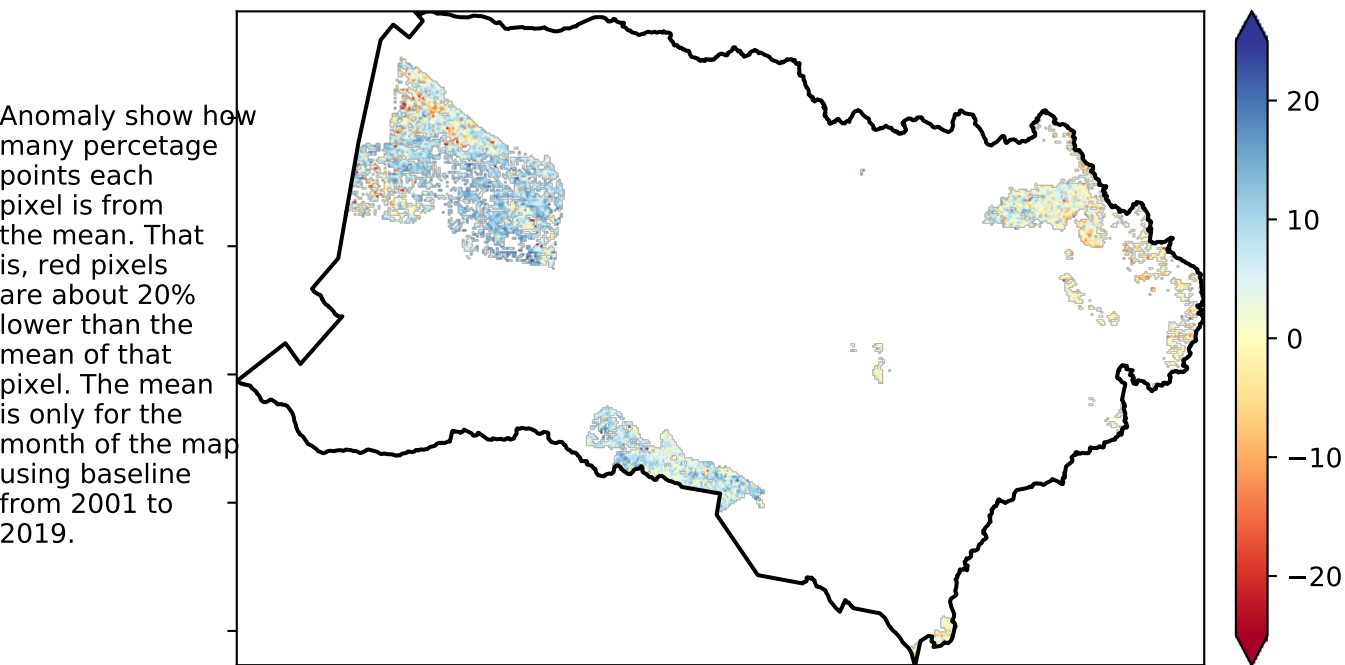 Anomaly show how
many percetage
points each
pixel is from
the mean. That
is, red pixels
are about 20%
lower than the
mean of that
pixel. The mean
is only for the
month of the map
using baseline
from 2001 to
2019.
20
10
0
−10
−20